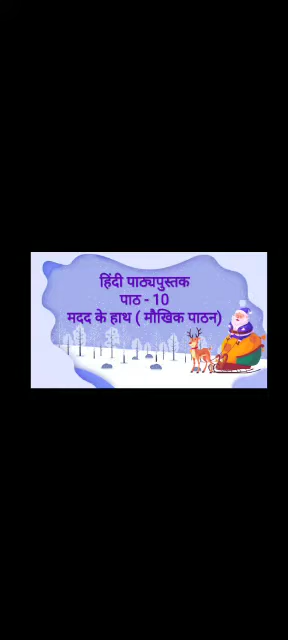 हिंदी पाठ्यपुस्तक
पाठ - 10
मदद के हाथ ( मौखिक पाठन)